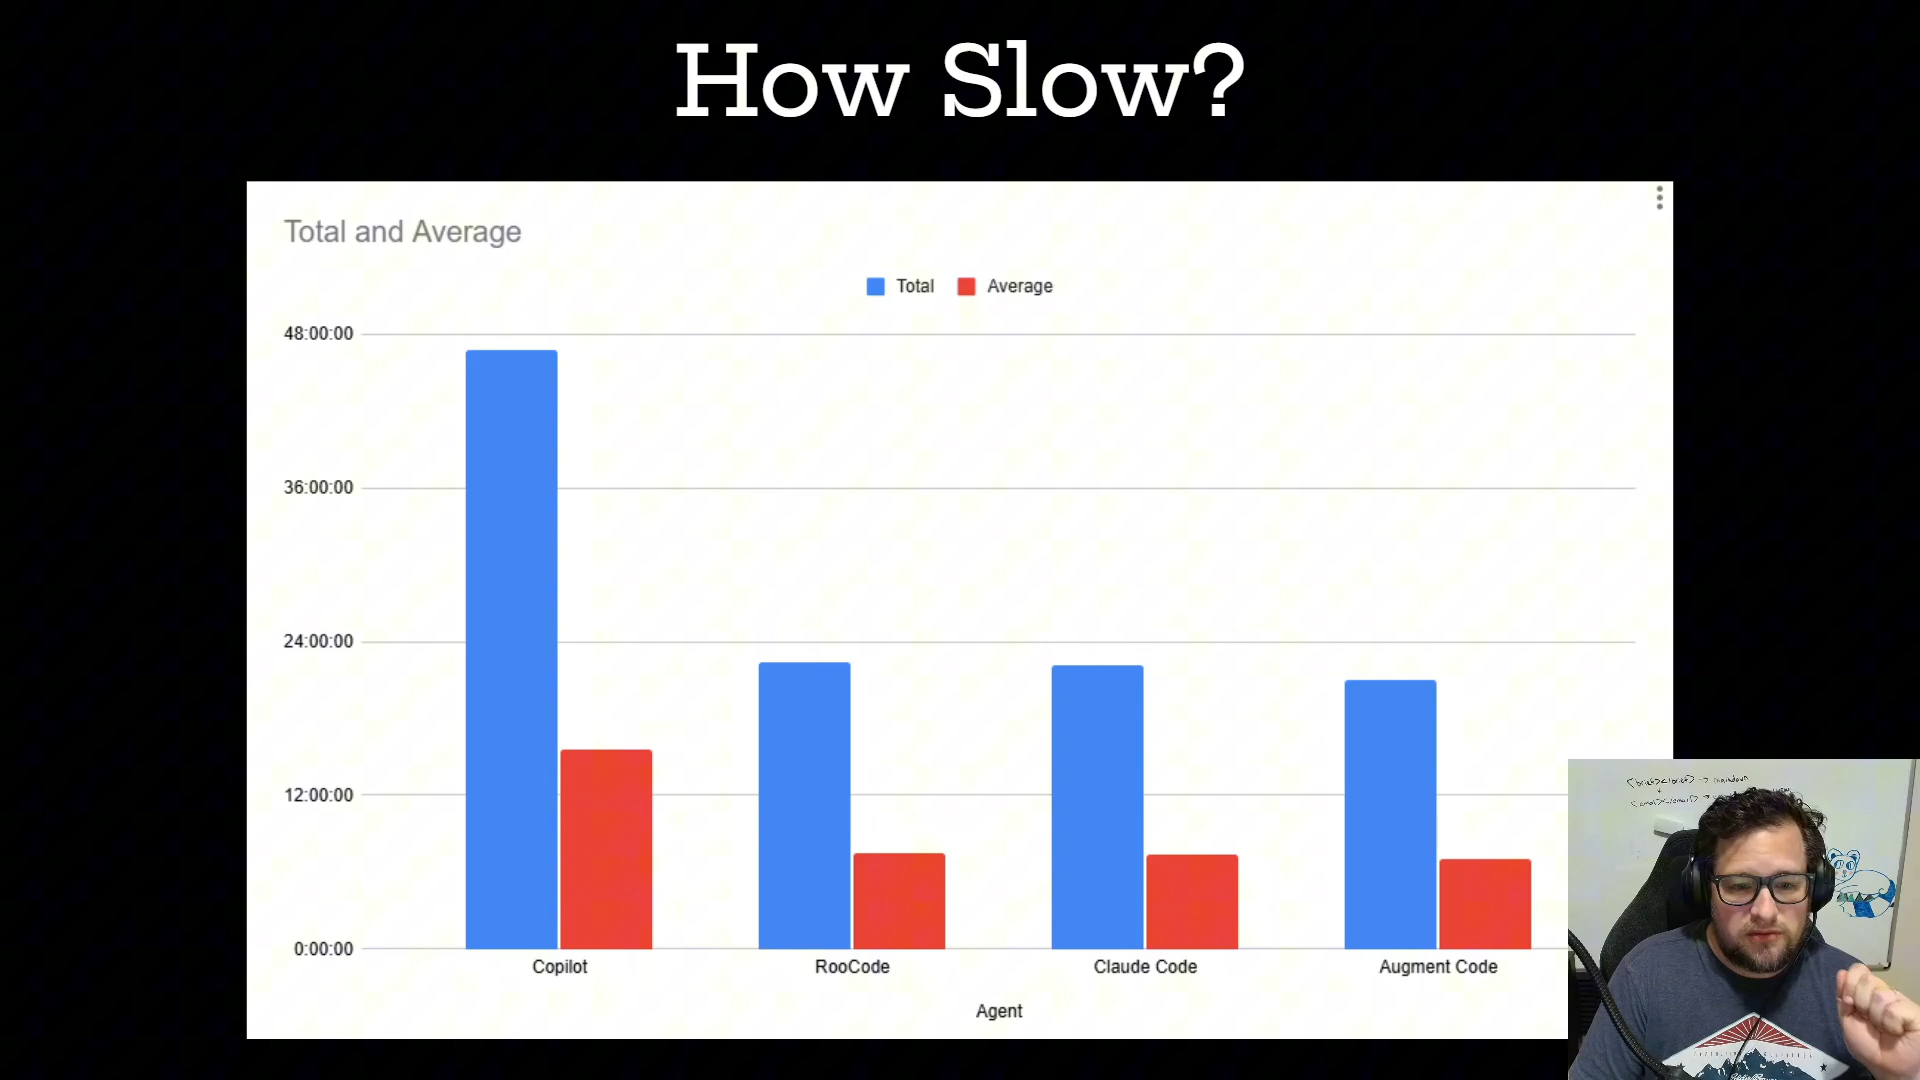 How Slow?
Total and Average
Total
Average
48:00:00
36:00:00
24:00:00
12:00:00
0:00:00
Copilot
RooCode
Claude Code
Augment Code
Agent